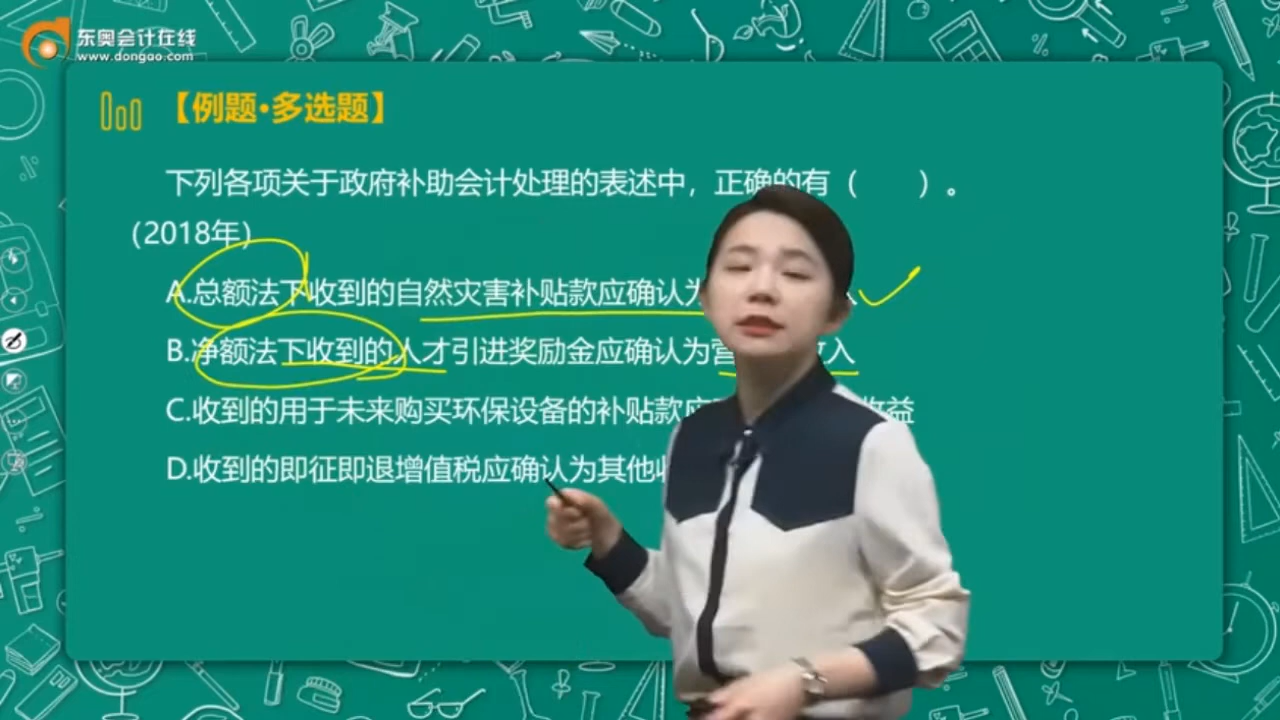 东奥会计在线
www.dongao.com
【例题·多选题】
下列各项关于政府补助会计处理的表述中，正确的有（　　）。
(2018年)
A.总额法下收到的自然灾害补贴款应确认为
B.净额法下收到的人才引进奖励金应确认为营 收入
C.收到的用于未来购买环保设备的补贴款应 收益
D.收到的即征即退增值税应确认为其他收